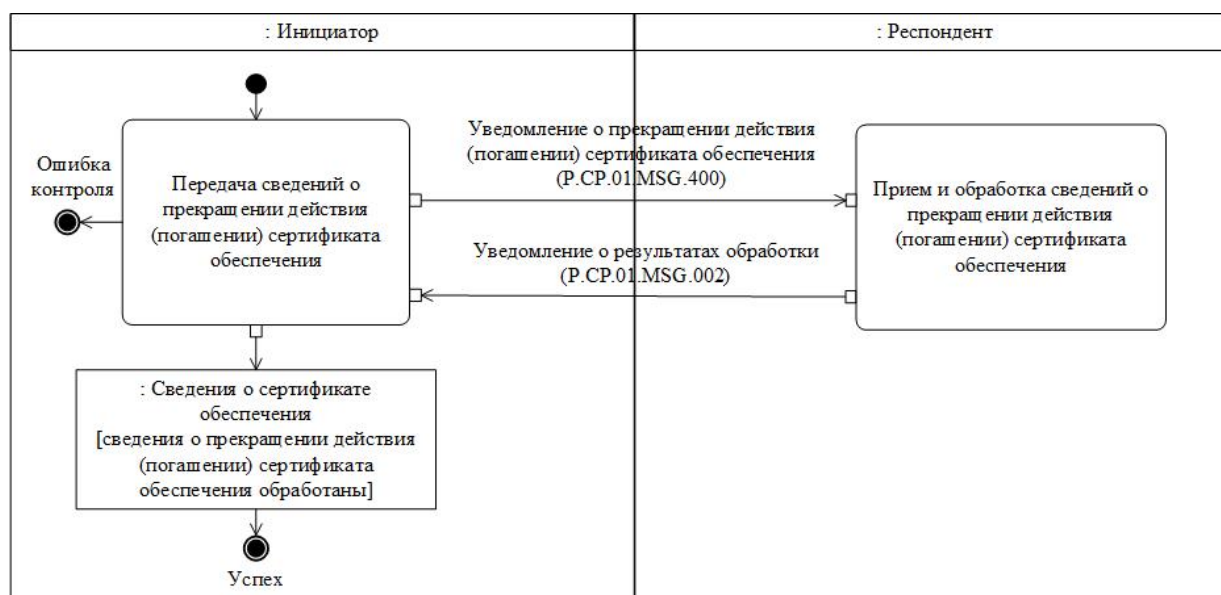 : Инициатор
: Респондент
Ошибка
контроля
Передача сведений о
прекращении действия
(погашении) сертификата
обеспечения
Уведомление о прекращении действия
(погашении) сертификата обеспечения
(P.CP.01.MSG.400)
Уведомление о результатах обработки
(P.CP.01.MSG.002)
Прием и обработка сведений о
прекращении действия
(погашении) сертификата
обеспечения
: Сведения о сертификате
обеспечения
[сведения о прекращении действия
(погашении) сертификата
обеспечения обработаны]
Успех